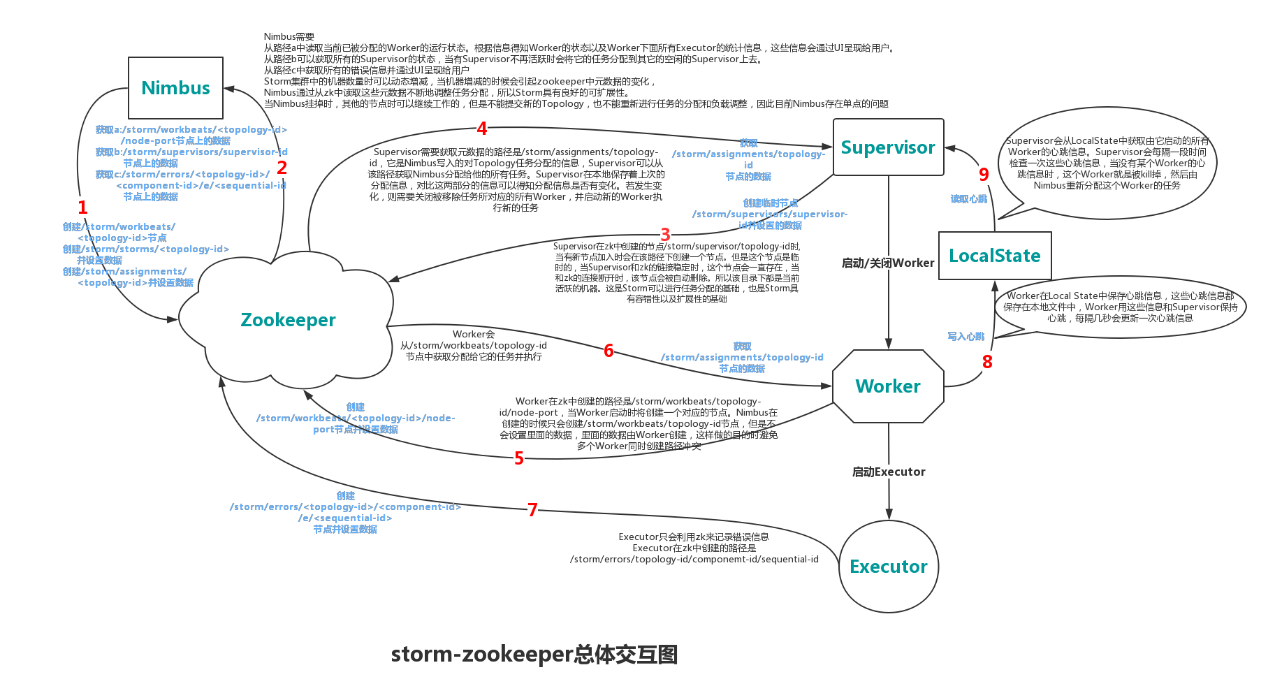 Nimbus需要
从路径a中读取当前已被分配的Worker的运行状态。根据信息得知Worker的状态以及Worker下面所有Executor的统计信息，这些信息会通过UI呈现给用户。
从路径b可以获取所有的Supervisor的状态，当有Supervisor不再活跃时会将它的任务分配到其它的空闲的Supervisor上去。
从路径c中获取所有的错误信息并通过UI呈现给用户
Storm集群中的机器数量时可以动态增减，当机器增减的时候会引起zookeeper中元数据的变化，
Nimbus通过从zk中读取这些元数据不断地调整任务分配，所以Storm具有良好的可扩展性。
当Nimbus挂掉时，其他的节点时可以继续工作的，但是不能提交新的Topology，也不能重新进行任务的分配和负载调整，因此目前Nimbus存在单点的问题
Nimbus
获取a:/storm/workbeats/<topology-id>
/node-port节点上的数据
获取b:/storm/supervisors/supervisor-id
节点上的数据
获取c:/storm/errors/<topology-id>/
<component-id>/e/<sequential-id
节点上的数据
2
1
创建/storm/workbeats/
<topology-id>节点
创建/storm/storms/<topology-id>
并设置数据
创建/storm/assignments/
<topology-id>并设置数据
4
Supervisor需要获取元数据的路径是/storm/assignments/topology-
id，它是Nimbus写入的对Topology任务分配的信息，Supervisor可以从
该路径获取Nimbus分配给他的所有任务。Supervisor在本地保存着上次的
分配信息，对比这两部分的信息可以得知分配信息是否有变化。若发生变
化，则需要关闭被移除任务所对应的所有Worker，并启动新的Worker执
行新的任务
获取
/storm/assignments/topology-
id
节点的数据
Supervisor
创建临时节点
/storm/supervisors/supervisor-
id并设置的数据
3
Supervisor在zk中创建的节点/storm/supervisor/topology-id时，
当有新节点加入时会在该路径下创建一个节点。但是这个节点是临
时的，当Supervisor和zk的链接稳定时，这个节点会一直存在，当
和zk的连接断开时，该节点会被自动删除。所以该目录下都是当前
活跃的机器。这是Storm可以进行任务分配的基础，也是Storm具
有容错性以及扩展性的基础
Supervisor会从LocalState中获取由它启动的所有
Worker的心跳信息。Supervisor会每隔一段时间
检查一次这些心跳信息，当没有某个Worker的心
跳信息时，这个Worker就是被kill掉，然后由
Nimbus重新分配这个Worker的任务
9
读取心跳
LocalState
启动/关闭Worker
Worker在Local State中保存心跳信息，这些心跳信息都
保存在本地文件中，Worker用这些信息和Supervisor保持
心跳，每隔几秒会更新一次心跳信息
写入心跳
8
Zookeeper
Worker会
从/storm/workbeats/topology-id
节点中获取分配给它的任务并执行
6
获取
/storm/assignments/topology-id
节点的数据
Worker
创建
/storm/workbeats/<topology-id>/node-
port节点并设置数据
Worker在zk中创建的路径是/storm/workbeats/topology-
id/node-port，当Worker启动时将创建一个对应的节点。Nimbus在
创建的时候只会创建/storm/workbeats/topology-id节点，但是不
会设置里面的数据，里面的数据由Worker创建，这样做的目的时避免
多个Worker同时创建路径冲突
5
启动Executor
创建
/storm/errors/<topology-id>/<component-id>
/e/<sequential-id>
节点并设置数据
7
Executor只会利用zk来记录错误信息
Executor在zk中创建的路径是
/storm/errors/topology-id/componemt-id/sequential-id
Executor
storm-zookeeper总体交互图